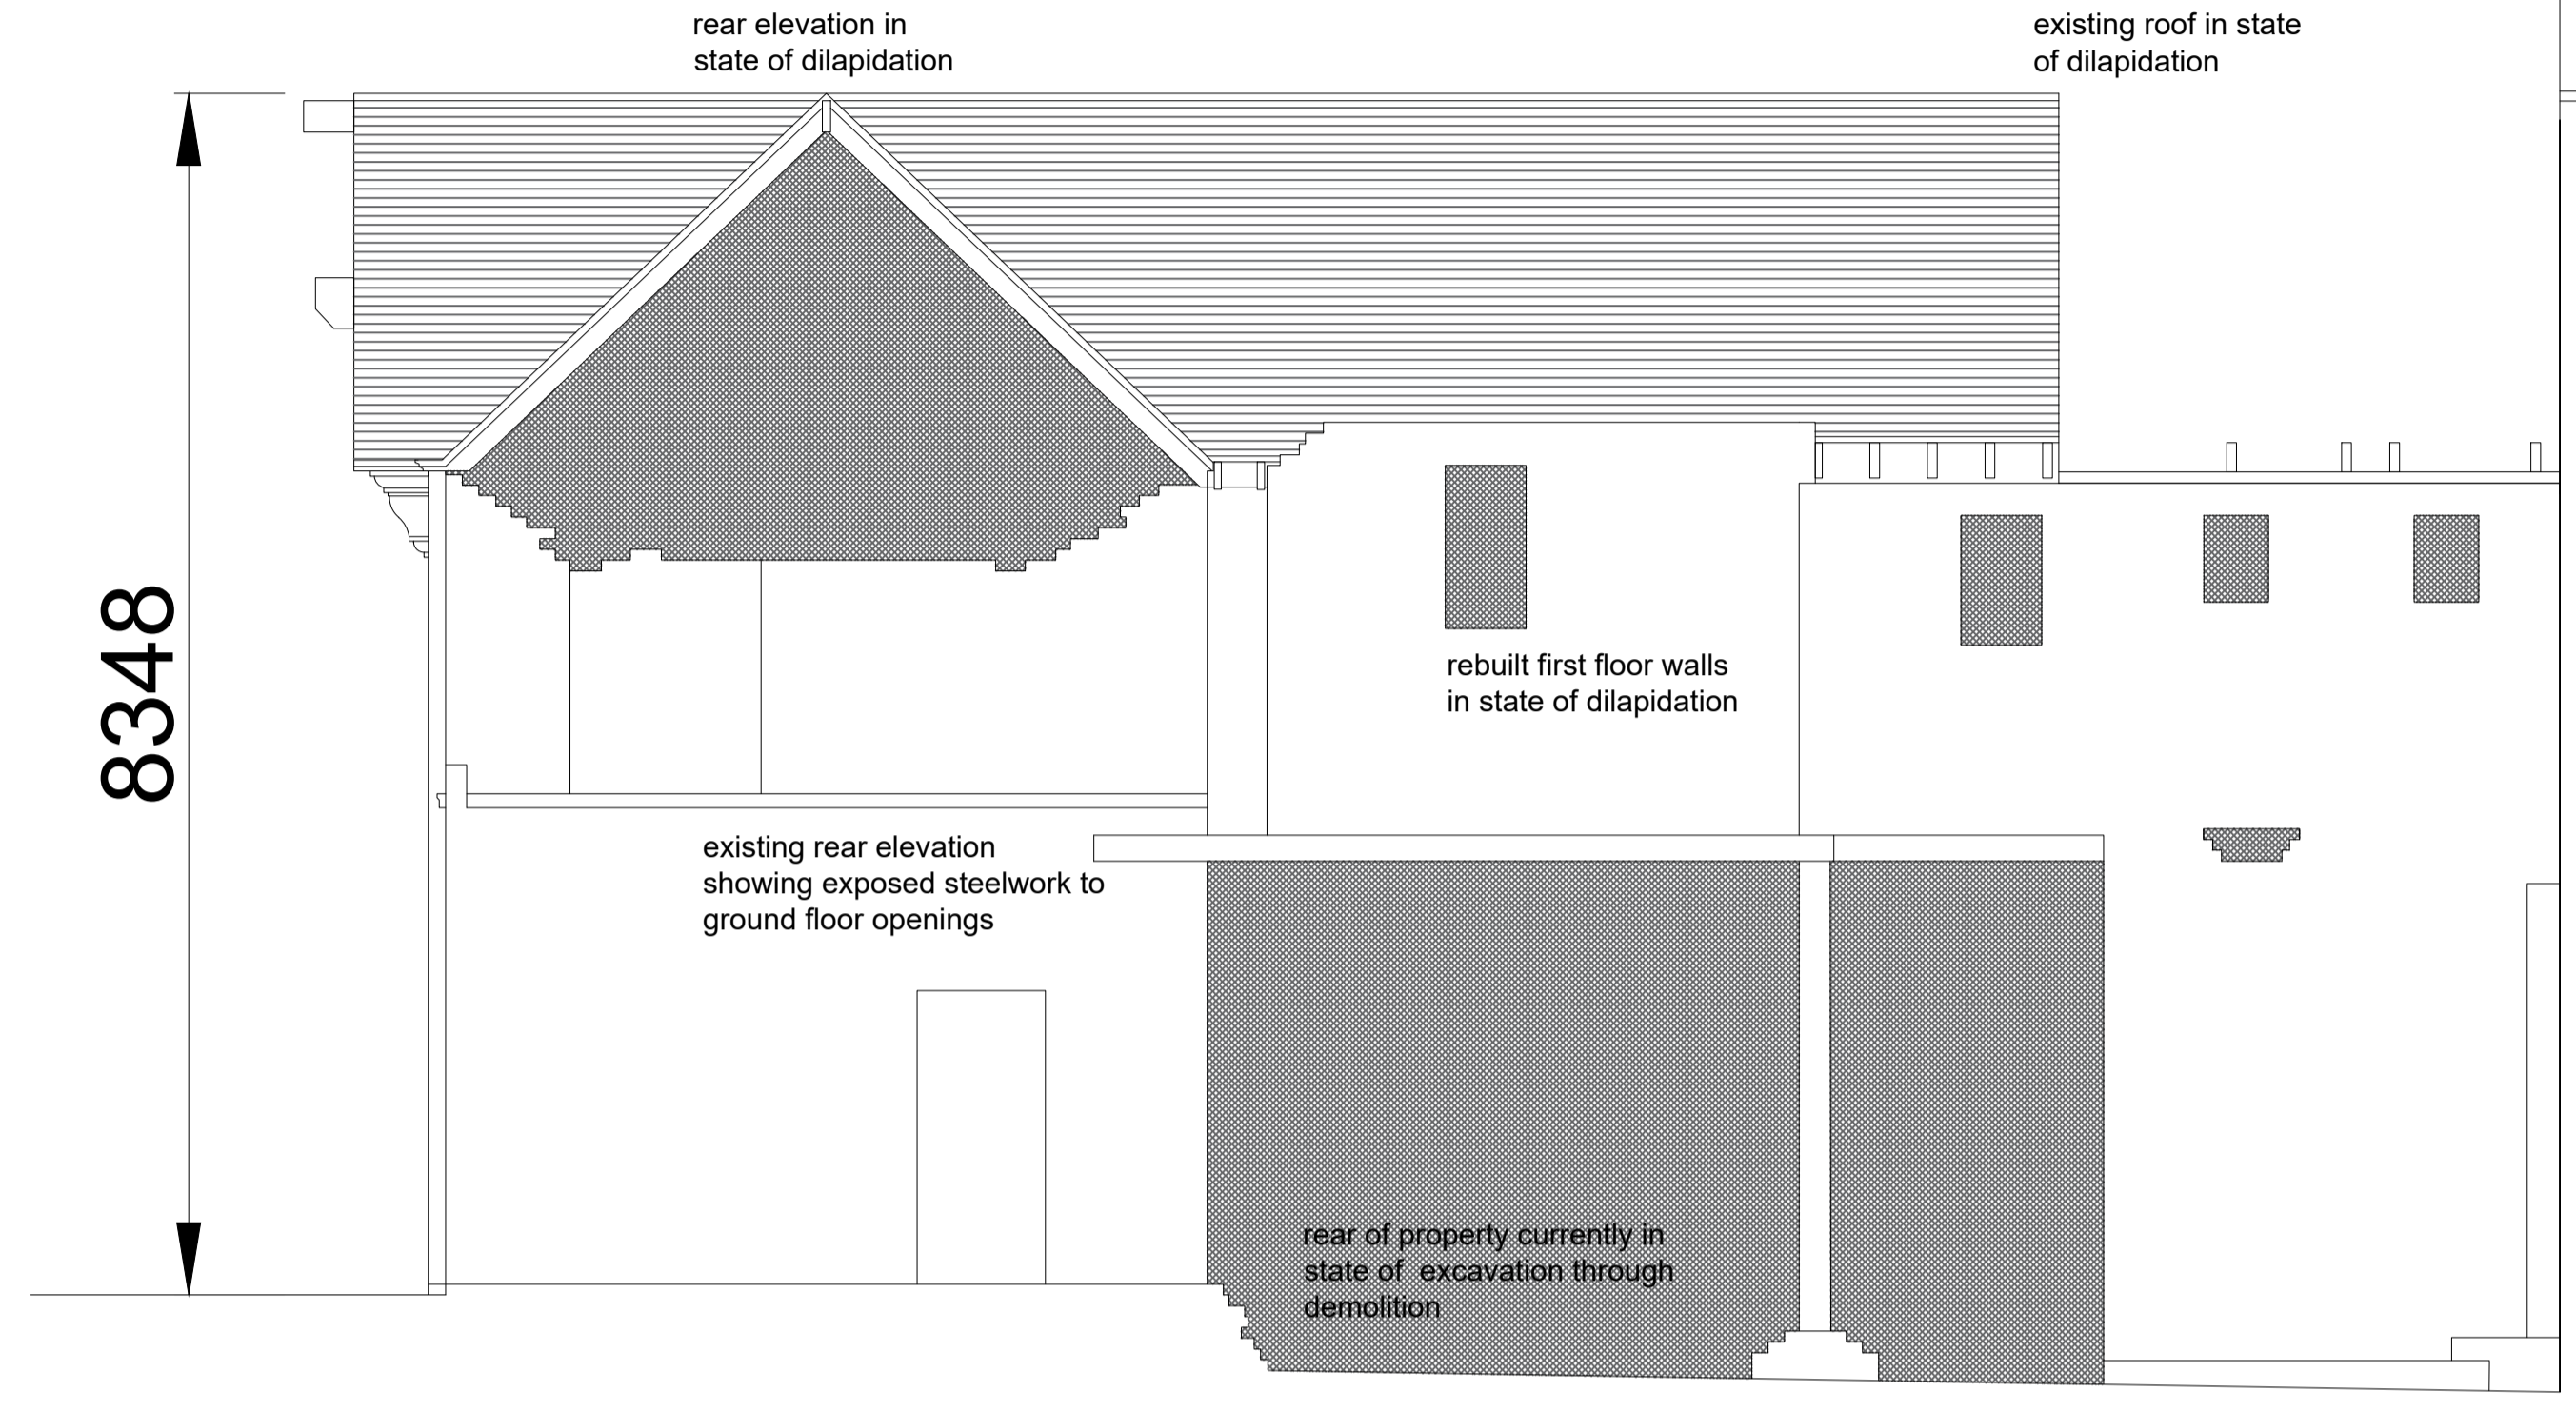 rear elevation in
state of dilapidation
existing roof in state
of dilapidation
8348
rebuilt first floor walls
in state of dilapidation
existing rear elevation
showing exposed steelwork to
ground floor openings
rear of property currently in
state of  excavation through
demolition